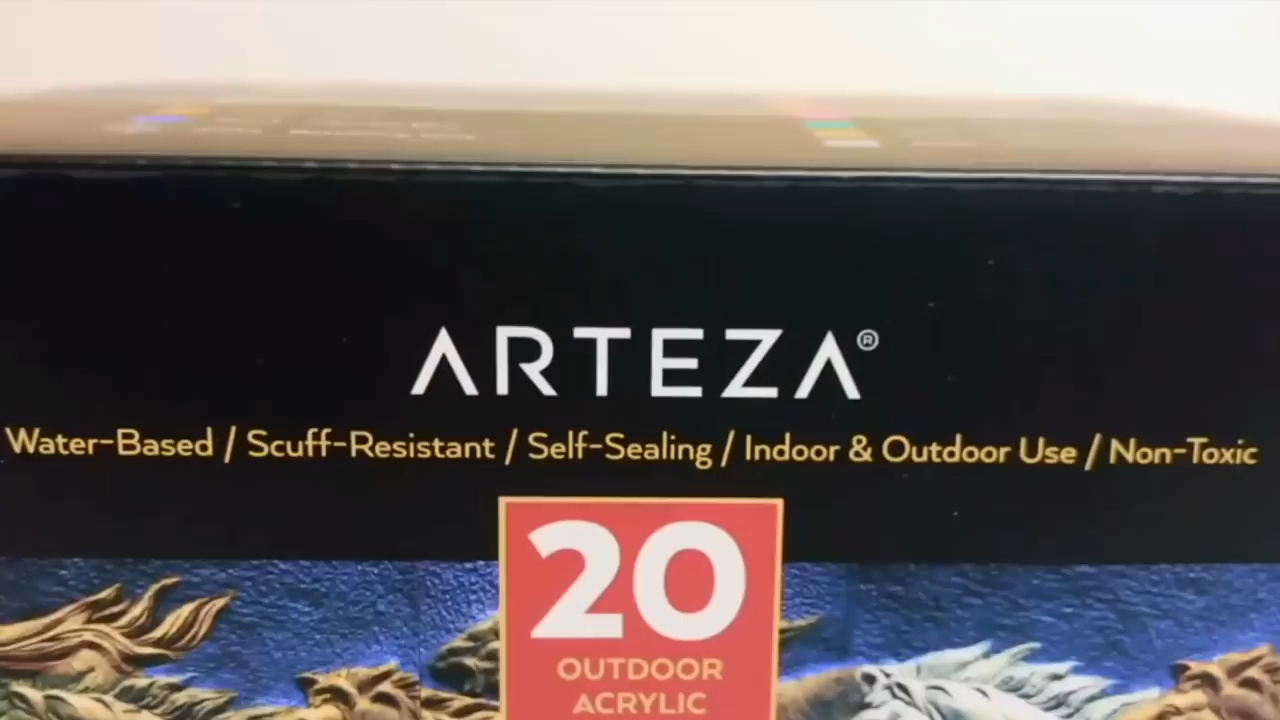 ARTEZA®
Water-Based / Scuff-Resistant / Self-Sealing / Indoor & Outdoor Use / Non-Toxic
20
OUTDOOR
ACRYLIC